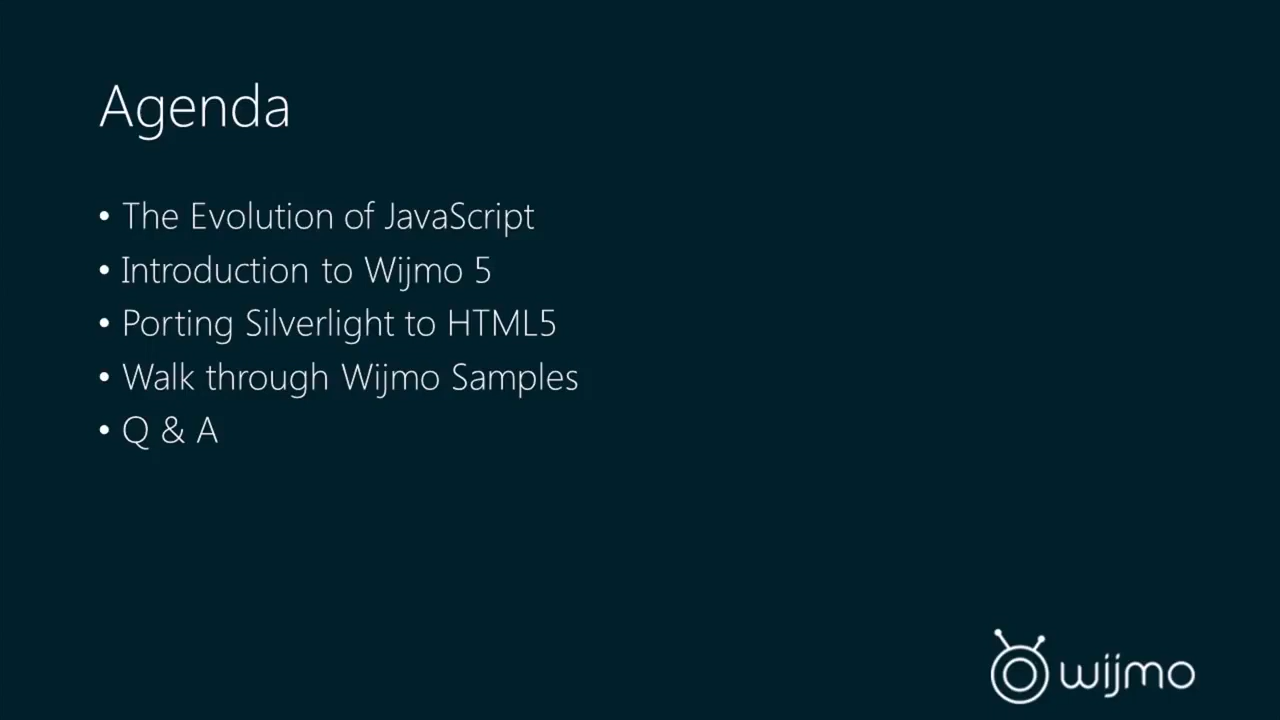 Agenda
• The Evolution of JavaScript
• Introduction to Wijmo 5
• Porting Silverlight to HTML5
• Walk through Wijmo Samples
• Q & A
wijmo